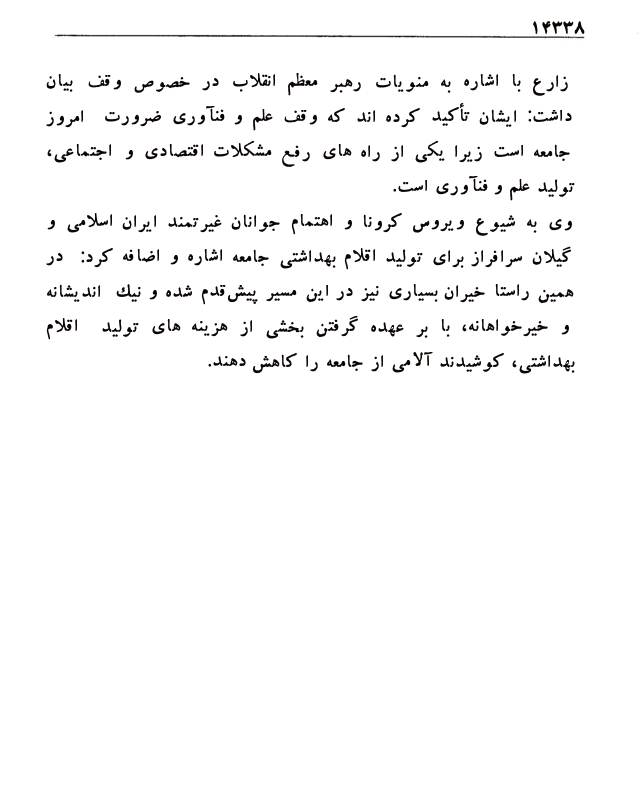 ۱۴۳۳۸
زارع با اشاره به منویات رهبر معظم انقلاب در خصوص وقف بیان
داشت: ایشان تأکید کرده اند که وقف علم و فنآوری ضرورت امروز
جامعه است زیرا یکی از راه های رفع مشکلات اقتصادی و اجتماعی،
تولید علم و فنآوری است.
وی به شیوع ویروس کرونا و اهتمام جوانان غیرتمند ایران اسلامی و
گیلان سرافراز برای تولید اقلام بهداشتی جامعه اشاره و اضافه کرد: در
همین راستا خیران بسیاری نیز در این مسیر پیش‌قدم شده و نیك اندیشانه
و خیرخواهانه، با بر عهده گرفتن بخشی از هزینه های تولید اقلام
بهداشتی، کوشیدند آلامی از جامعه را کاهش دهند.